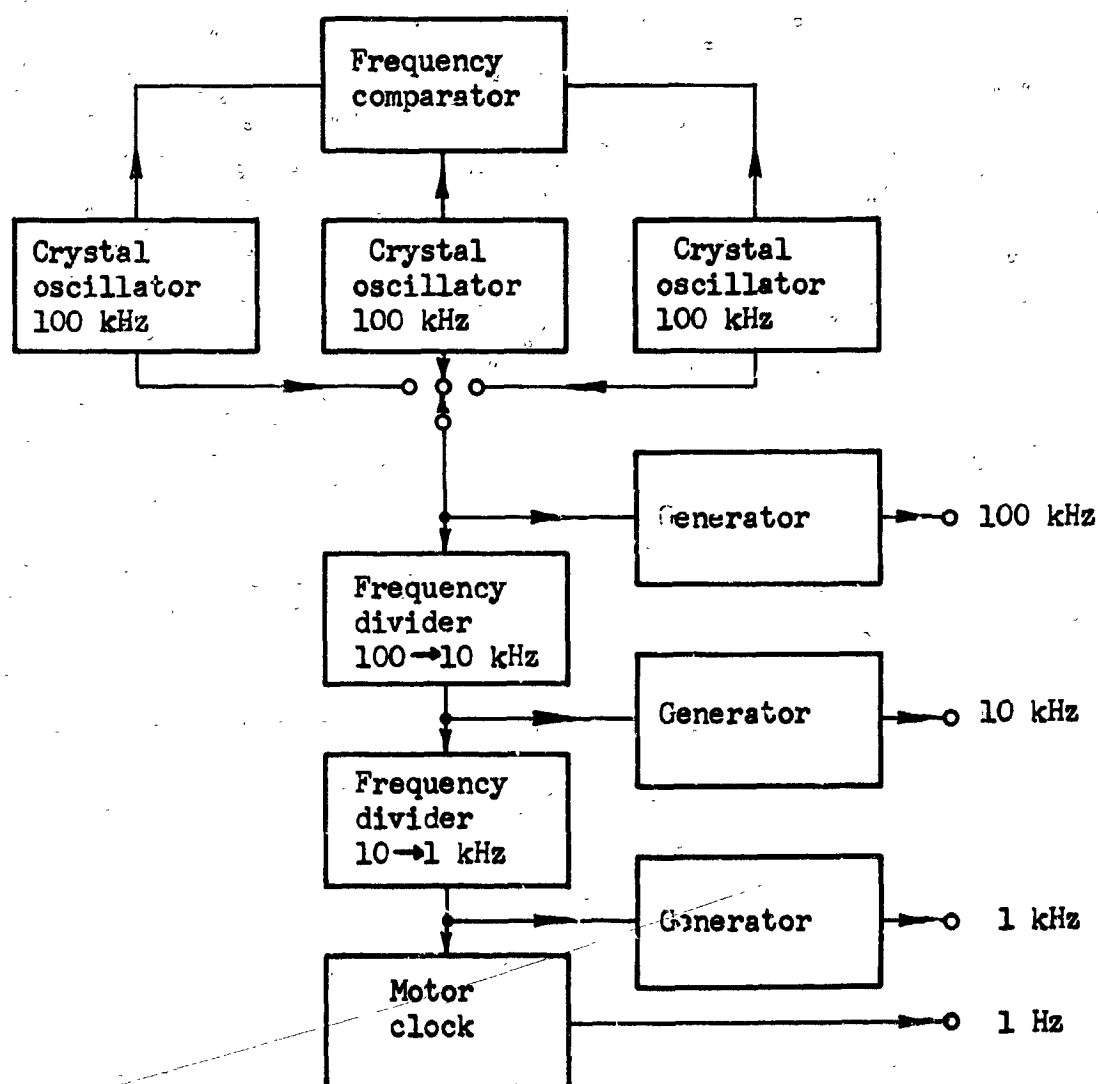 Frequency
comparator
Crystal
oscillator
100 kHz
Crystal
oscillator
100 kHz
Crystal
oscillator
100 kHz
Generator
100 kHz
Frequency
divider
100→10 kHz
Generator
10 kHz
Frequency
divider
10→1 kHz
Generator
1 kHz
Motor
clock
1 Hz